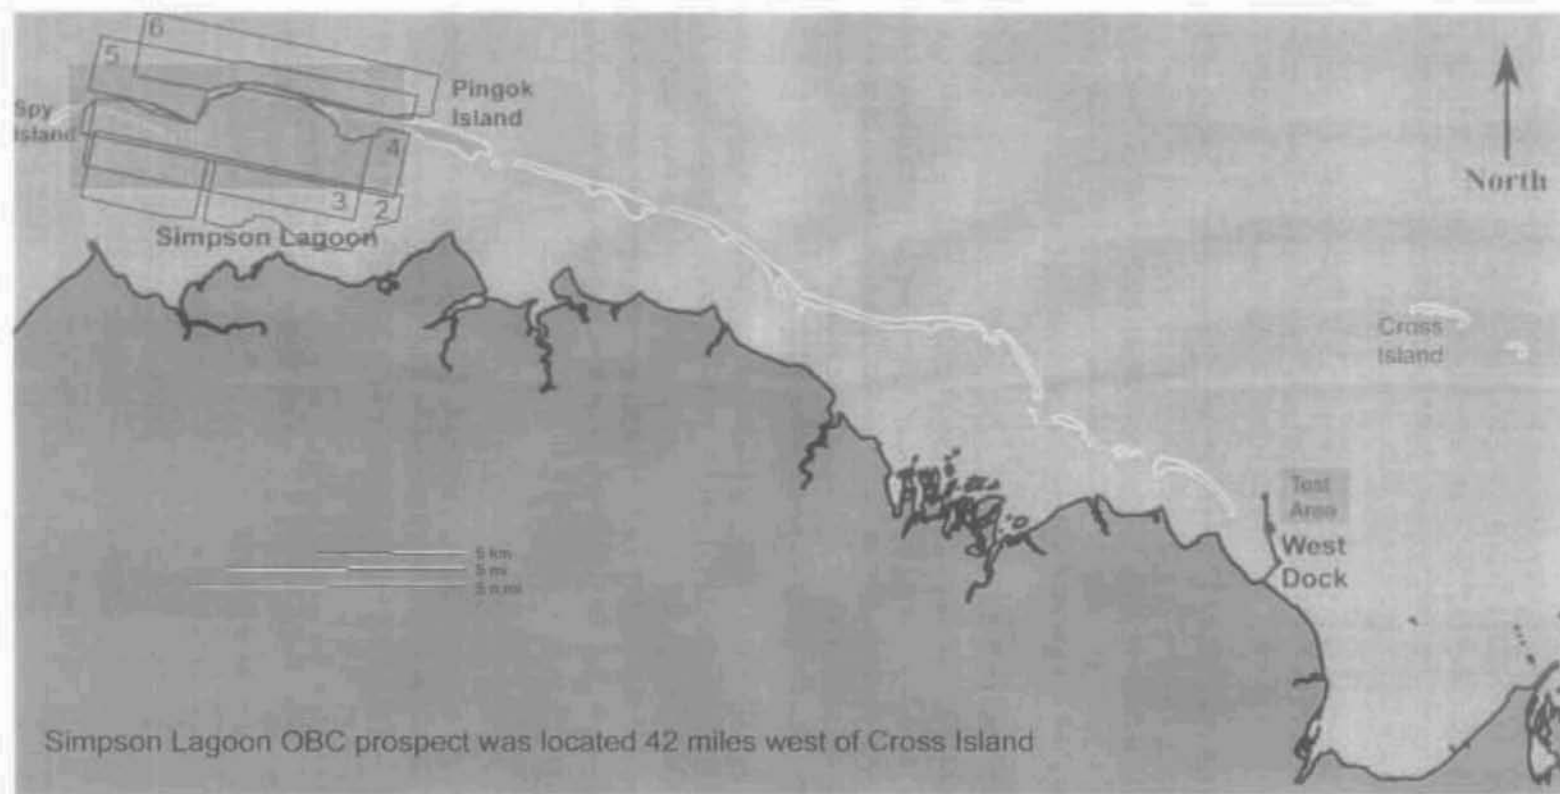 6
5
Pingok
Island
Spy
Island
4
3
2
Simpson Lagoon
North
Cross
Island
Test
Area
West
Dock
5 km
5 mi
5 n.mi
Simpson Lagoon OBC prospect was located 42 miles west of Cross Island